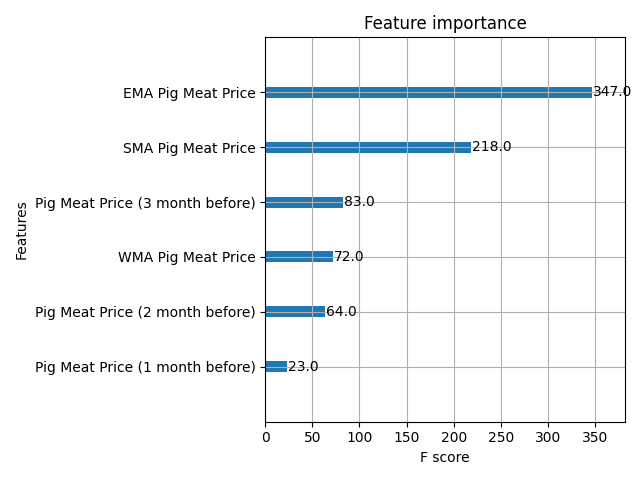 Feature importance
Features
EMA Pig Meat Price
347.0
SMA Pig Meat Price
218.0
Pig Meat Price (3 month before)
83.0
WMA Pig Meat Price
72.0
Pig Meat Price (2 month before)
64.0
Pig Meat Price (1 month before)
23.0
0 50 100 150 200 250 300 350
F score